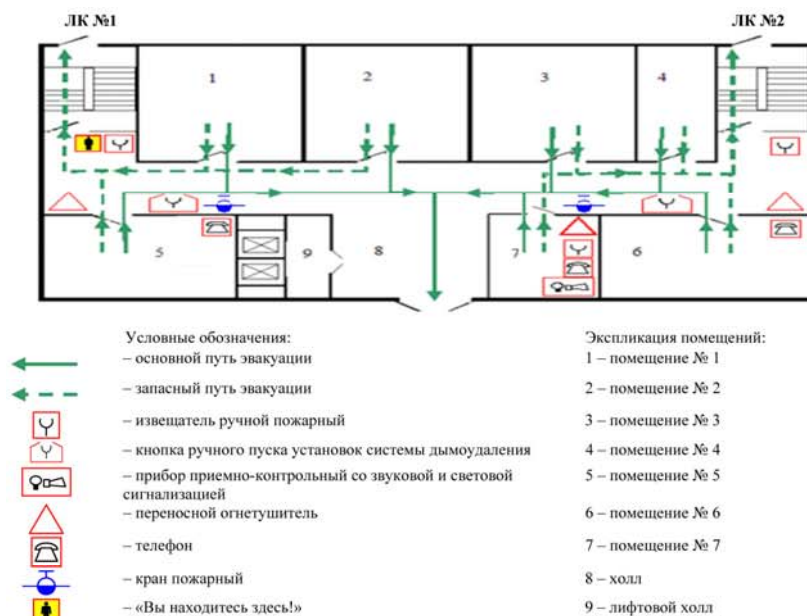 ЛК №1 ЛК №2
1 2 3 4
5 9 8 7 6
Условные обозначения: Экспликация помещений:
– основной путь эвакуации 1 – помещение № 1
– запасный путь эвакуации 2 – помещение № 2
– извещатель ручной пожарный 3 – помещение № 3
– кнопка ручного пуска установок системы дымоудаления 4 – помещение № 4
– прибор приемно-контрольный со звуковой и световой 5 – помещение № 5
сигнализацией
– переносной огнетушитель 6 – помещение № 6
– телефон 7 – помещение № 7
– кран пожарный 8 – холл
– «Вы находитесь здесь!» 9 – лифтовой холл